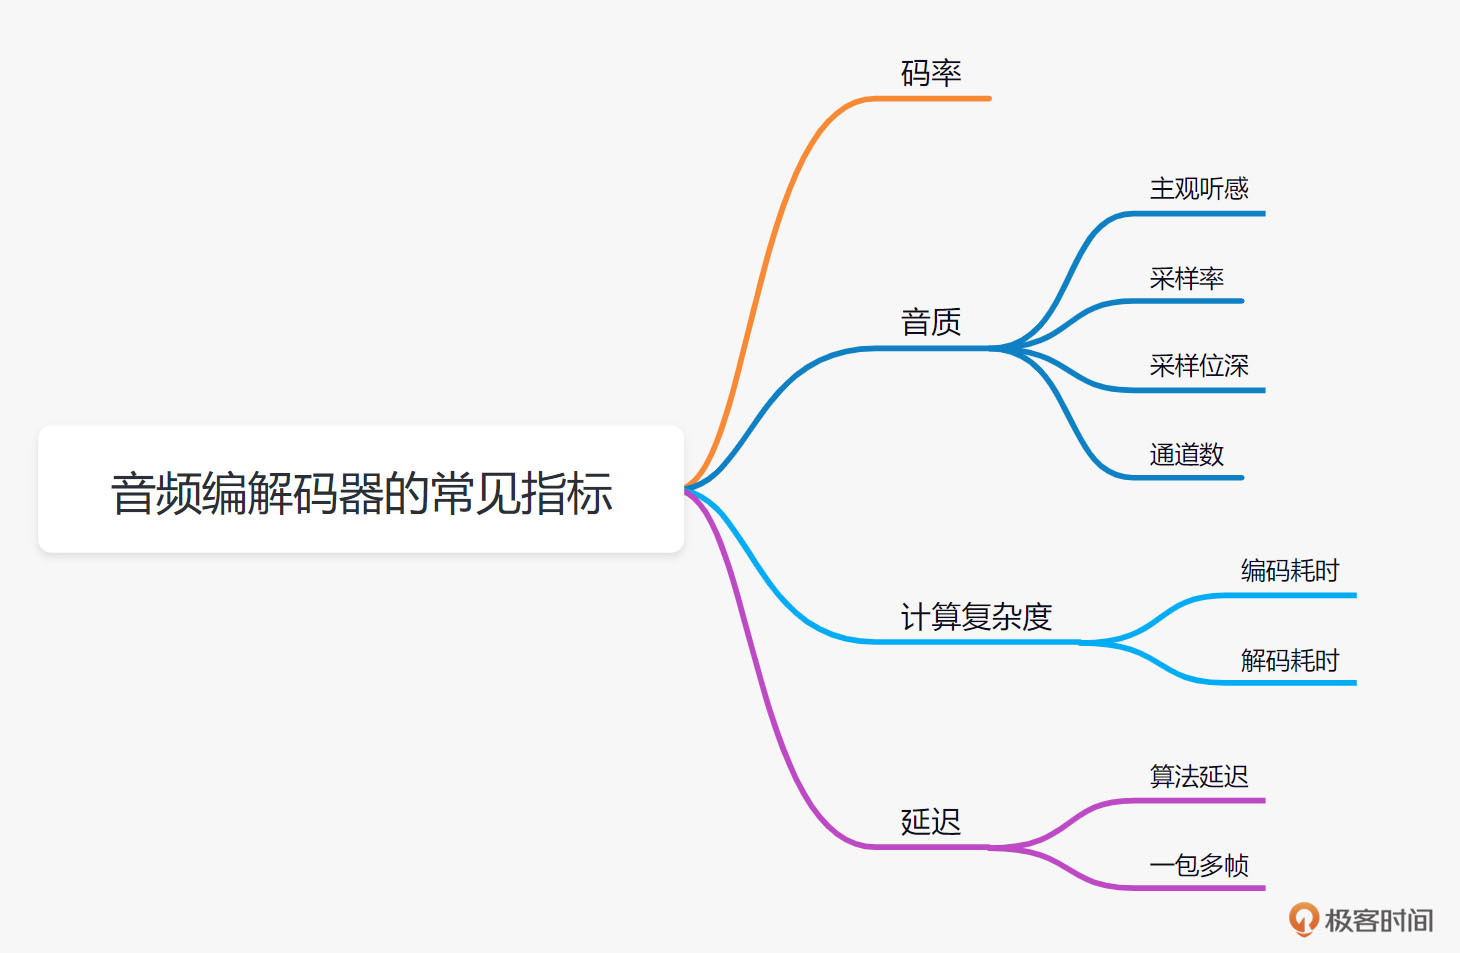 音频编解码器的常见指标
码率
音质
主观听感
采样率
采样位深
通道数
计算复杂度
编码耗时
解码耗时
延迟
算法延迟
一包多帧
极客时间